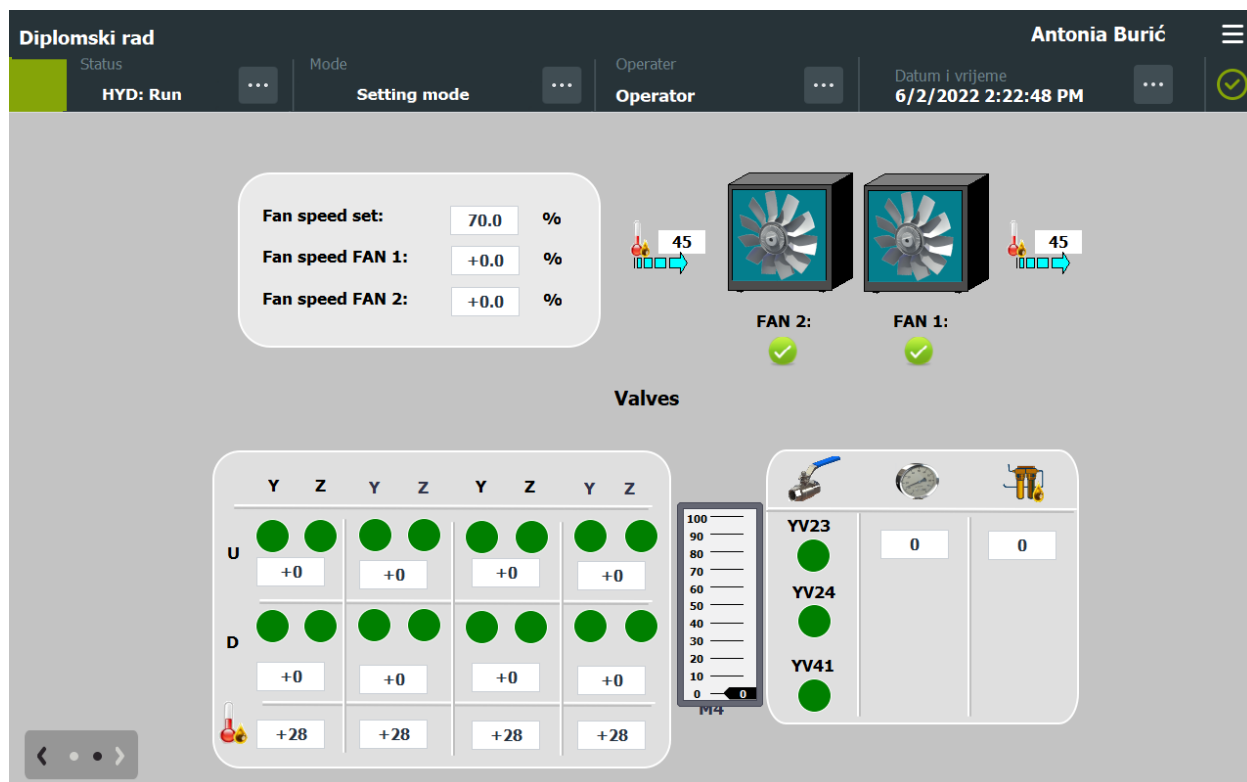 Diplomski rad
Antonia Burić
Status
HYD: Run
...
Mode
Setting mode
...
Operater
Operator
...
Datum i vrijeme
6/2/2022 2:22:48 PM
...
Fan speed set: 70.0 %
Fan speed FAN 1: +0.0 %
Fan speed FAN 2: +0.0 %
45
45
FAN 2:
FAN 1:
Valves
Y Z Y Z Y Z Y Z
U
+0 +0 +0 +0
D
+0 +0 +0 +0
+28 +28 +28 +28
100
90
80
70
60
50
40
30
20
10
0 0
M4
YV23
0 0
YV24
YV41